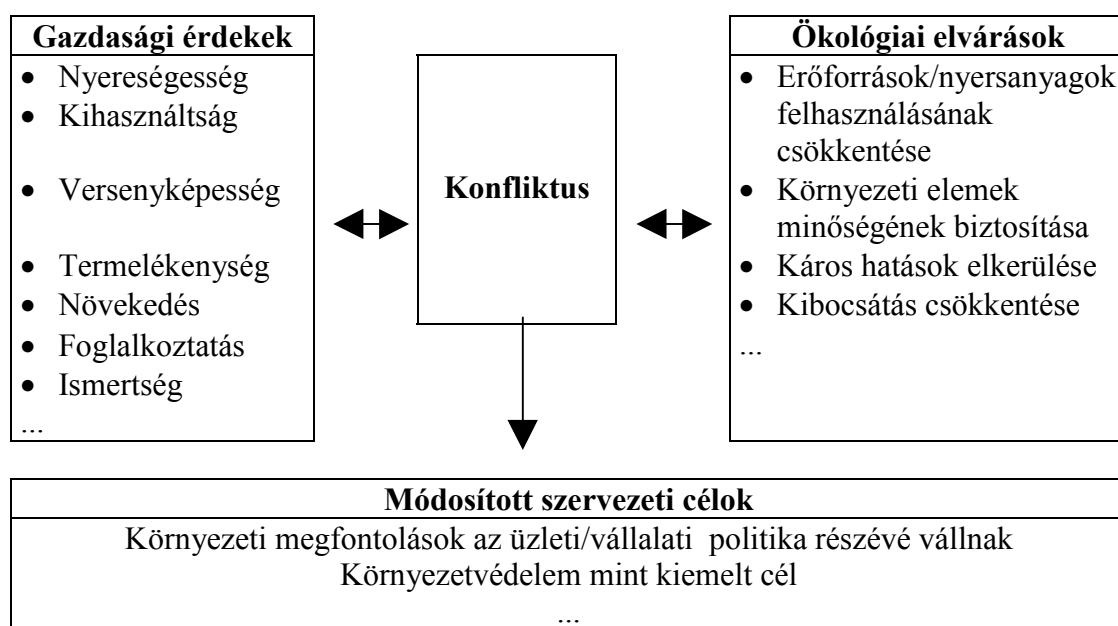 Gazdasági érdekek
• Nyereségesség
• Kihasználtság
• Versenyképesség
• Termelékenység
• Növekedés
• Foglalkoztatás
• Ismertség
...
Konfliktus
Ökológiai elvárások
• Erőforrások/nyersanyagok
felhasználásának
csökkentése
• Környezeti elemek
minőségének biztosítása
• Káros hatások elkerülése
• Kibocsátás csökkentése
...
Módosított szervezeti célok
Környezeti megfontolások az üzleti/vállalati politika részévé vállnak
Környezetvédelem mint kiemelt cél
...